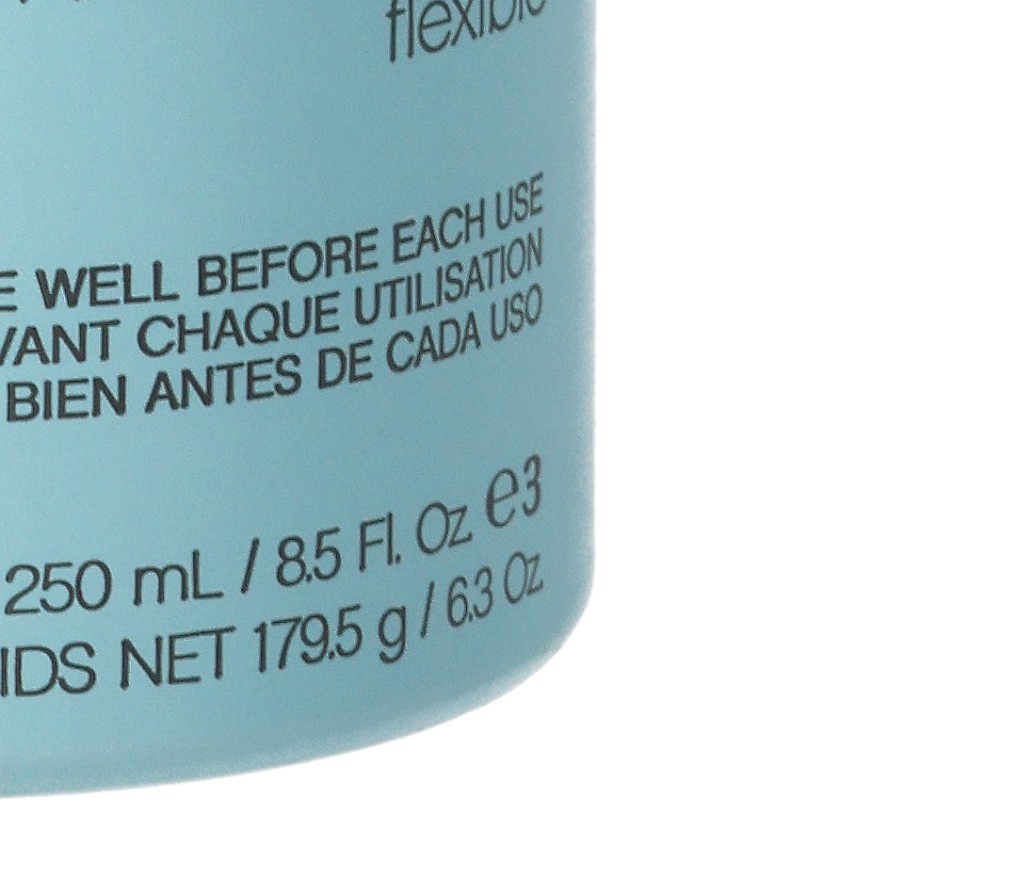 flexible
E WELL BEFORE EACH USE
VANT CHAQUE UTILISATION
BIEN ANTES DE CADA USO
250 mL / 8.5 Fl. Oz e3
IDS NET 179.5 g / 6.3 Oz